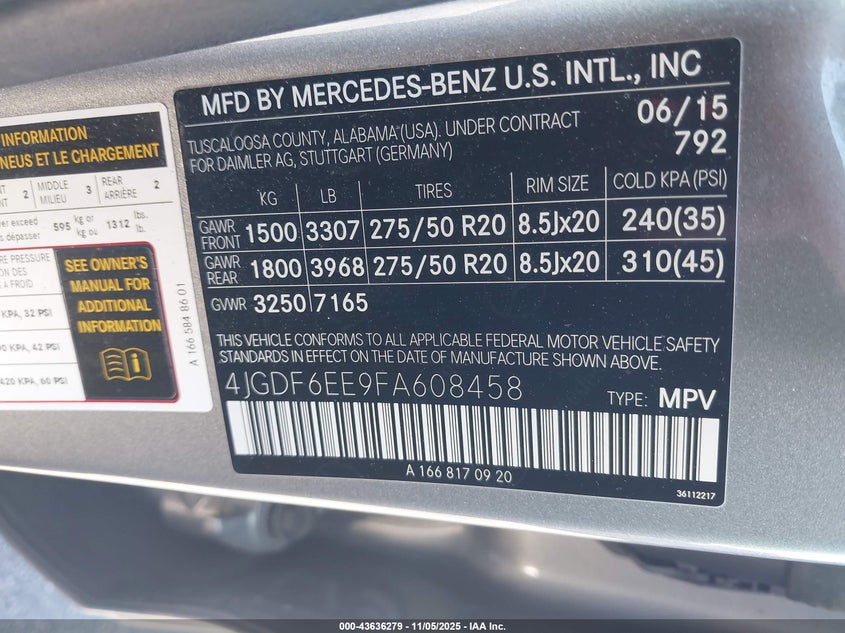 INFORMATION
NEUS ET LE CHARGEMENT
2
MIDDLE
MILIEU
3
REAR
ARRIÈRE
2
exceed
dépasser
595 kg or
kg ou
1312 lbs.
lb.
PRESSURE
DES
A FROID
KPA, 32 PSI
KPA, 42 PSI
420 KPA, 60 PSI
SEE OWNER'S
MANUAL FOR
ADDITIONAL
INFORMATION
A 166 584 86 01
MFD BY MERCEDES-BENZ U.S. INTL., INC
TUSCALOOSA COUNTY, ALABAMA (USA). UNDER CONTRACT
FOR DAIMLER AG, STUTTGART (GERMANY)
06/15
792
KG LB TIRES RIM SIZE COLD KPA (PSI)
GAWR FRONT 1500 3307 275/50 R20 8.5Jx20 240(35)
GAWR REAR 1800 3968 275/50 R20 8.5Jx20 310(45)
GVWR 3250 7165
THIS VEHICLE CONFORMS TO ALL APPLICABLE FEDERAL MOTOR VEHICLE SAFETY
STANDARDS IN EFFECT ON THE DATE OF MANUFACTURE SHOWN ABOVE.
4JGDF6EE9FA608458
TYPE: MPV
A 166 817 09 20
36112217
000-43636279 - 11/05/2025 - IAA Inc.